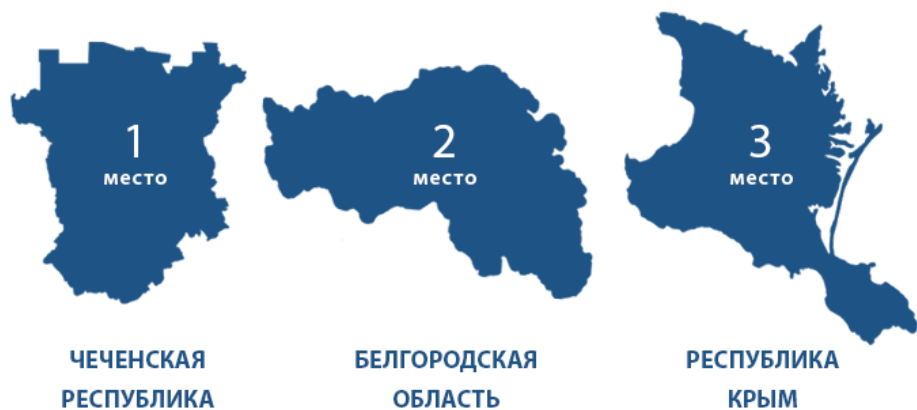 1
место
2
место
3
место
ЧЕЧЕНСКАЯ
РЕСПУБЛИКА
БЕЛГОРОДСКАЯ
ОБЛАСТЬ
РЕСПУБЛИКА
КРЫМ